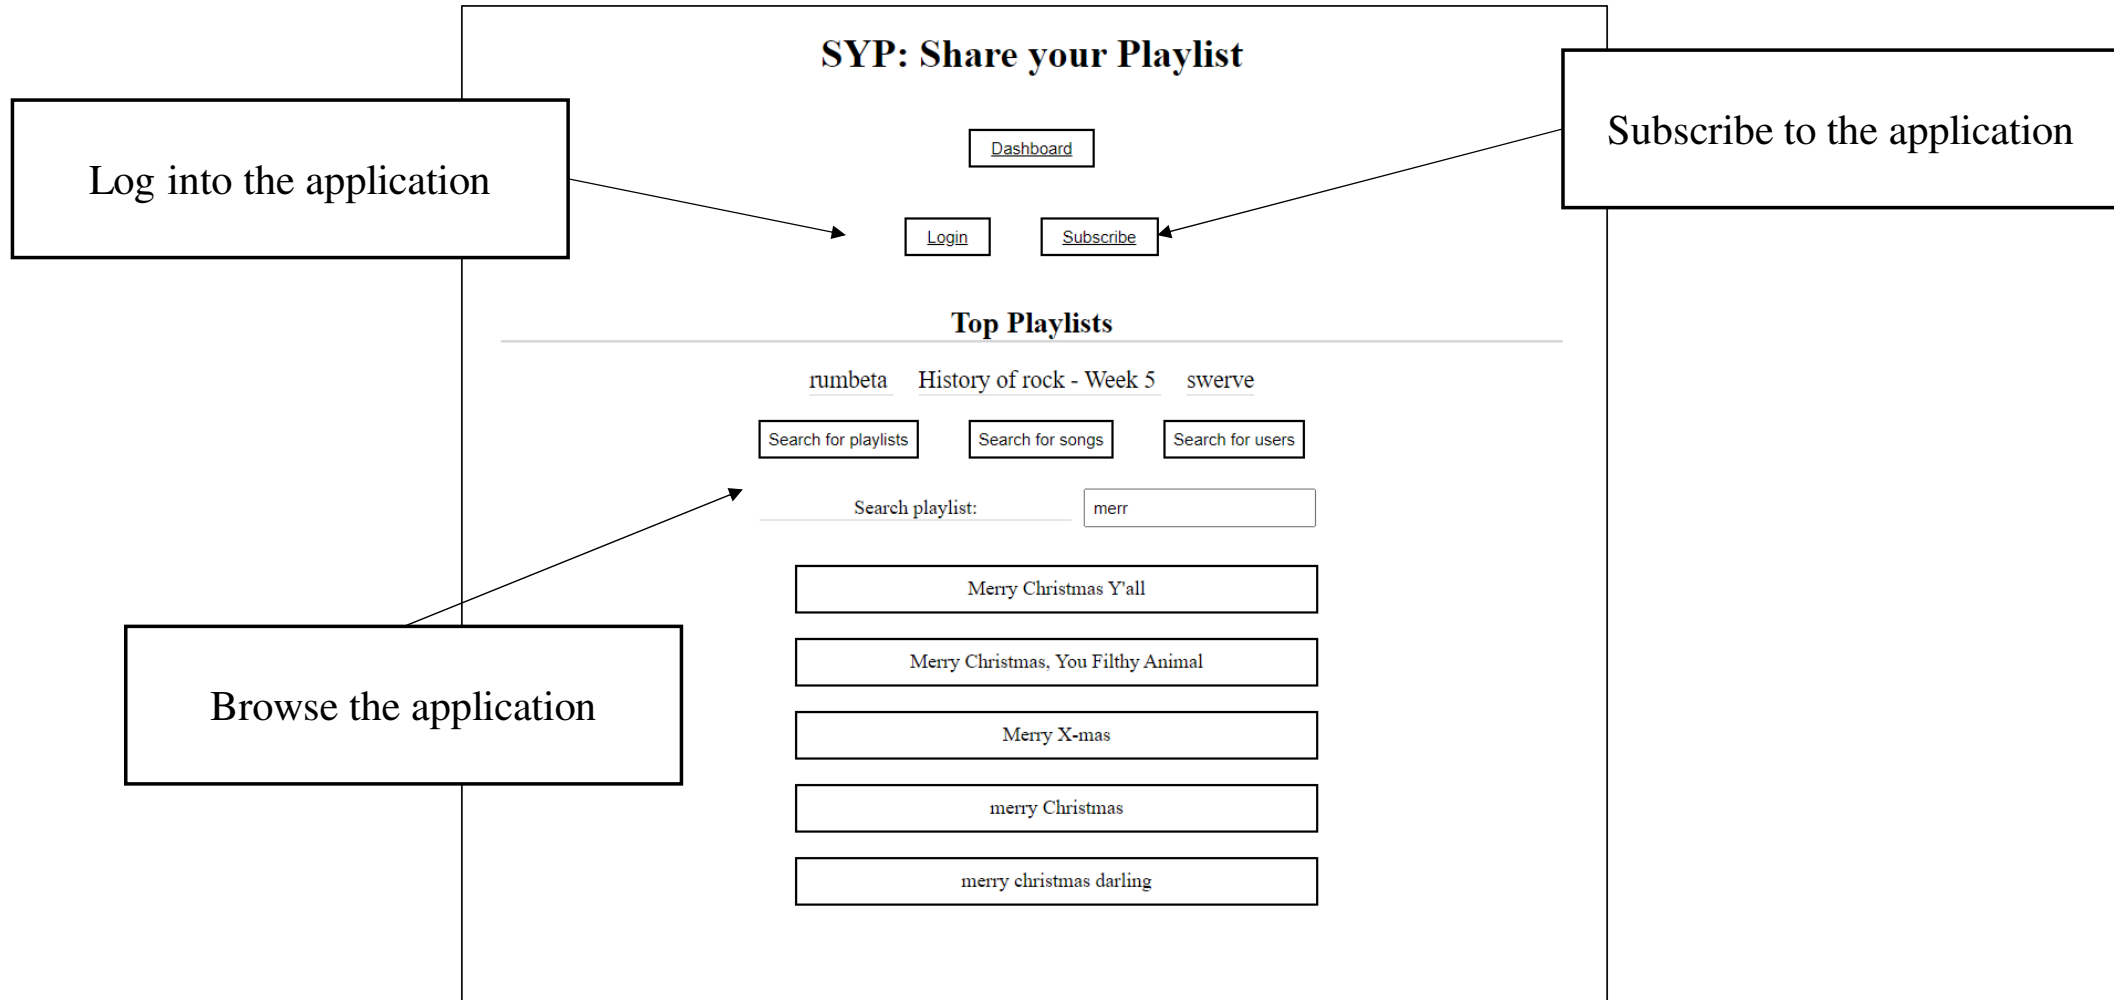 SYP: Share your Playlist
Log into the application
Subscribe to the application
Dashboard
Login
Subscribe
Top Playlists
rumbeta
History of rock - Week 5
swerve
Search for playlists
Search for songs
Search for users
Search playlist:
merr
Browse the application
Merry Christmas Y'all
Merry Christmas, You Filthy Animal
Merry X-mas
merry Christmas
merry christmas darling